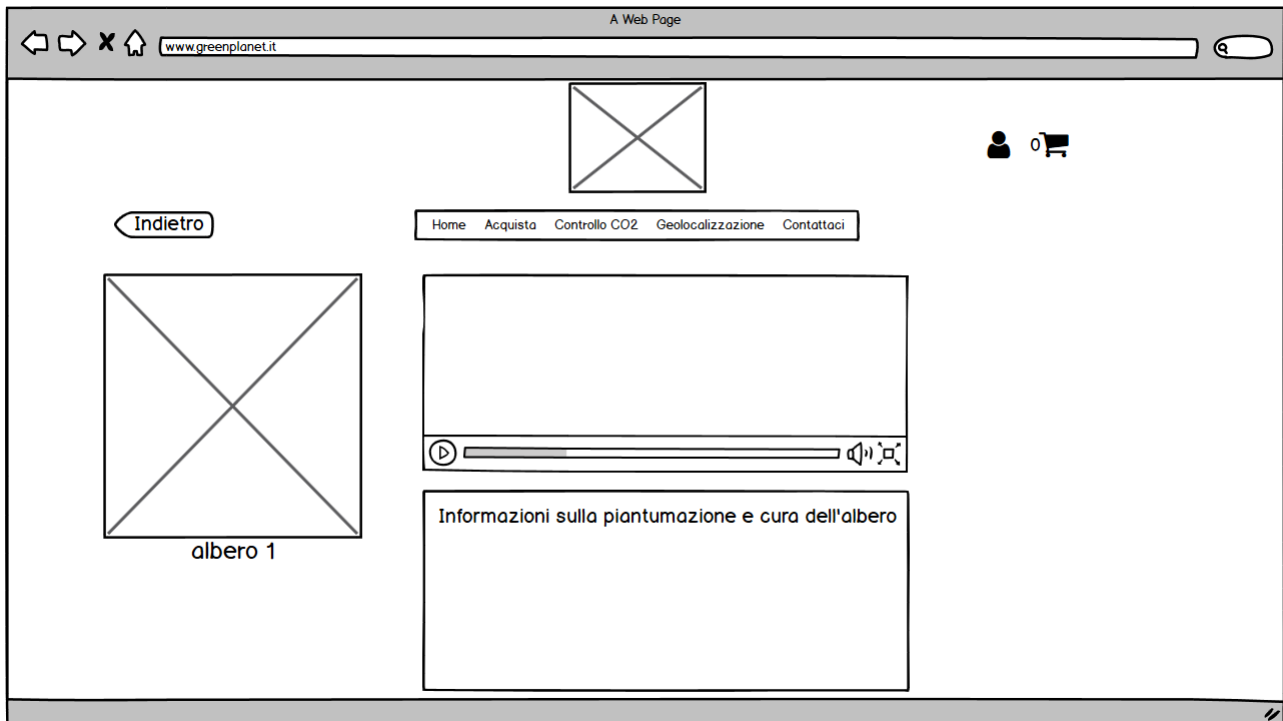 A Web Page
www.greenplanet.it
0
Indietro
Home Acquista Controllo CO2 Geolocalizzazione Contattaci
albero 1
Informazioni sulla piantumazione e cura dell'albero